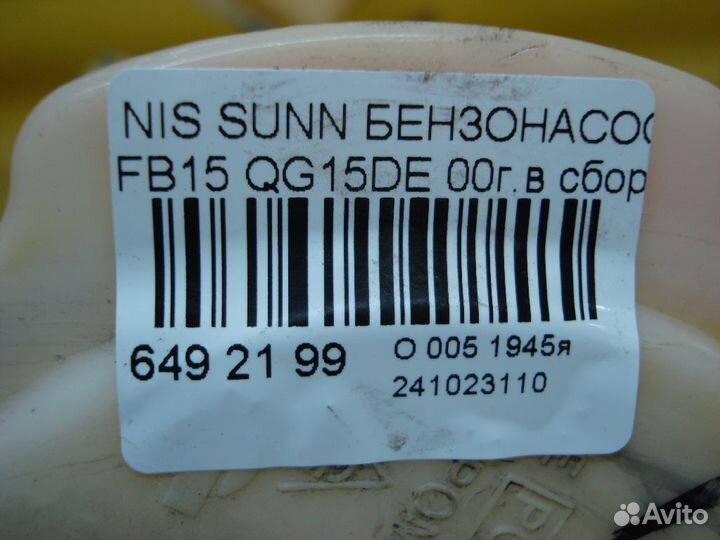 NIS SUNN БЕНЗОНАСОС
FB15 QG15DE 00г.в сбор
649 21 99
О 005 1945я
241023110
Avito